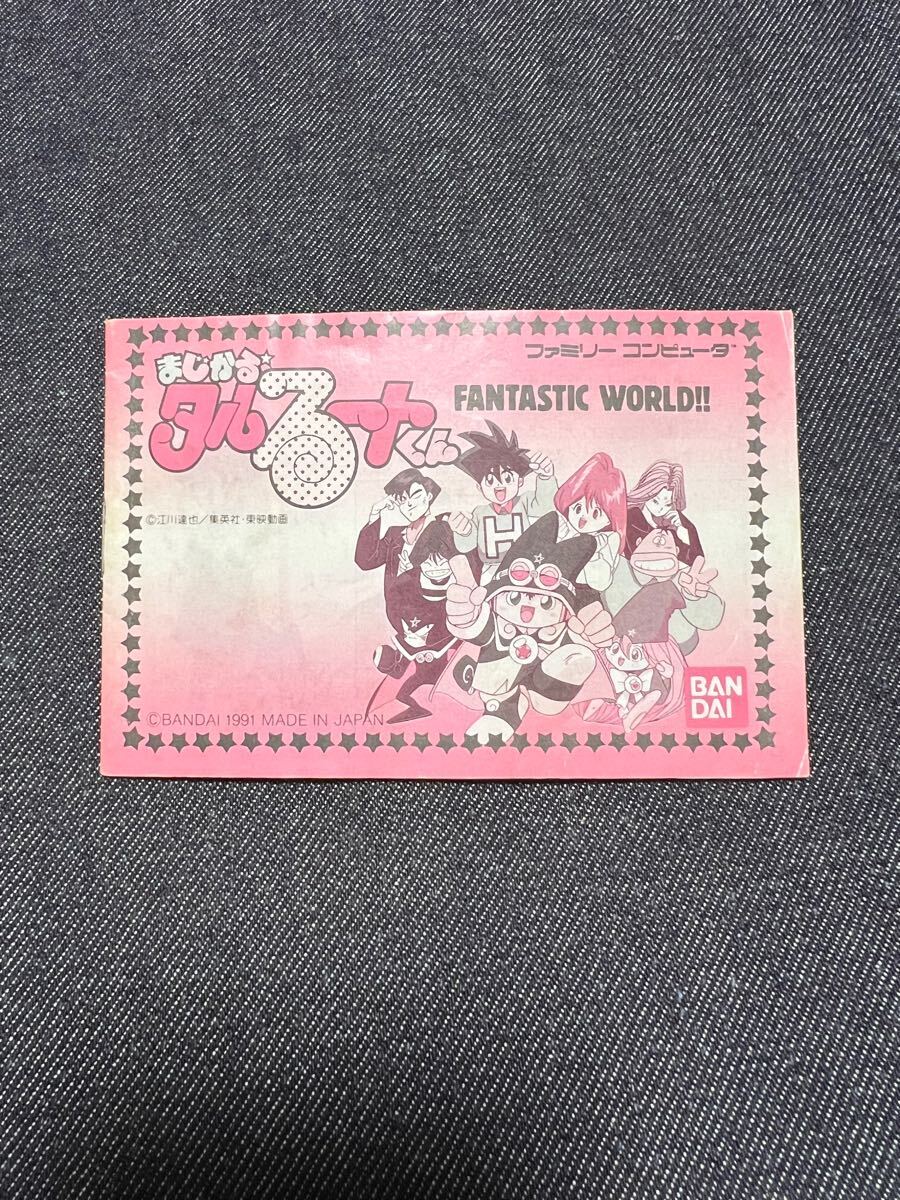 まじかる☆
タルるートくん
ファミリー コンピュータ™
FANTASTIC WORLD!!
©江川達也／集英社・東映動画
H
BAN
DAI
©BANDAI 1991 MADE IN JAPAN